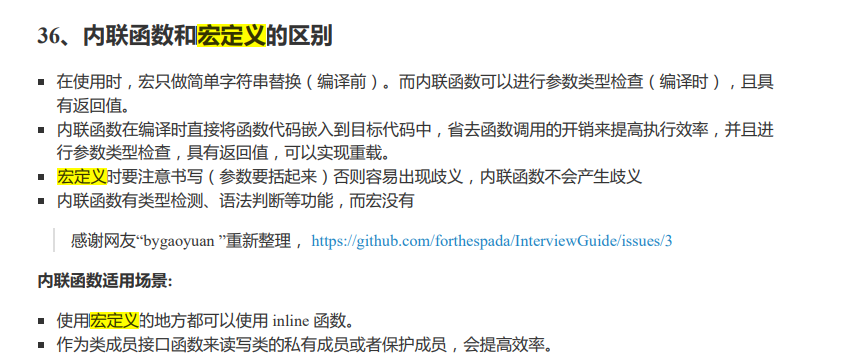 36、内联函数和宏定义的区别
在使用时，宏只做简单字符串替换（编译前）。而内联函数可以进行参数类型检查（编译时），且具
有返回值。
内联函数在编译时直接将函数代码嵌入到目标代码中，省去函数调用的开销来提高执行效率，并且进
行参数类型检查，具有返回值，可以实现重载。
宏定义时要注意书写（参数要括起来）否则容易出现歧义，内联函数不会产生歧义
内联函数有类型检测、语法判断等功能，而宏没有
感谢网友“bygaoyuan ”重新整理， https://github.com/forthespada/InterviewGuide/issues/3
内联函数适用场景:
使用宏定义的地方都可以使用 inline 函数。
作为类成员接口函数来读写类的私有成员或者保护成员，会提高效率。